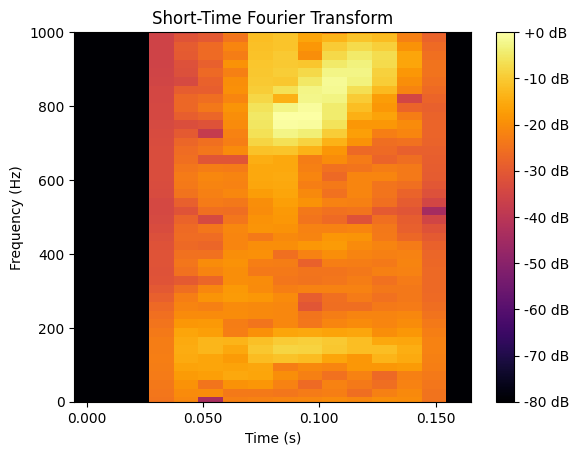 Short-Time Fourier Transform
1000
800
600
400
200
0
Frequency (Hz)
0.000
0.050
0.100
0.150
Time (s)
+0 dB
-10 dB
-20 dB
-30 dB
-40 dB
-50 dB
-60 dB
-70 dB
-80 dB